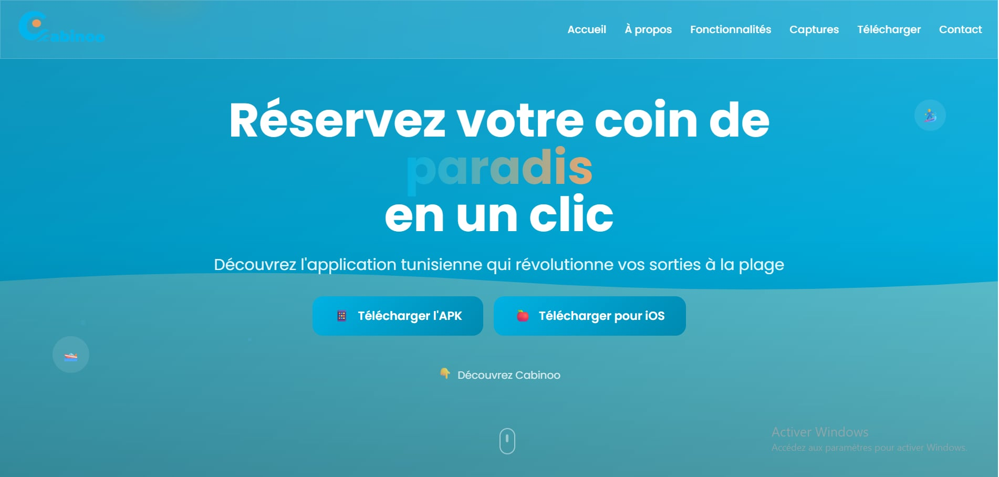 Cabinoo
Accueil À propos Fonctionnalités Captures Télécharger Contact
Réservez votre coin de
paradis
en un clic
Découvrez l'application tunisienne qui révolutionne vos sorties à la plage
Télécharger l'APK
Télécharger pour iOS
Découvrez Cabinoo
Activer Windows
Accédez aux paramètres pour activer Windows.